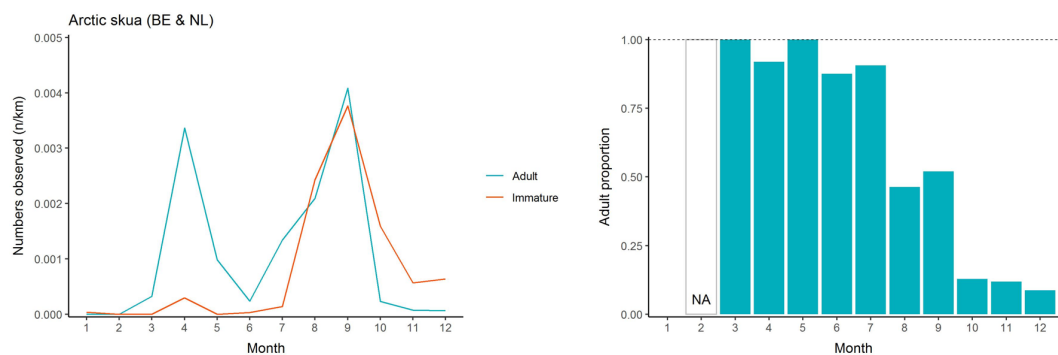 Arctic skua (BE & NL)
Numbers observed (n/km)
0.005
0.004
0.003
0.002
0.001
0.000
1 2 3 4 5 6 7 8 9 10 11 12
Month
Adult
Immature
Adult proportion
1.00
0.75
0.50
0.25
0.00
NA
1 2 3 4 5 6 7 8 9 10 11 12
Month